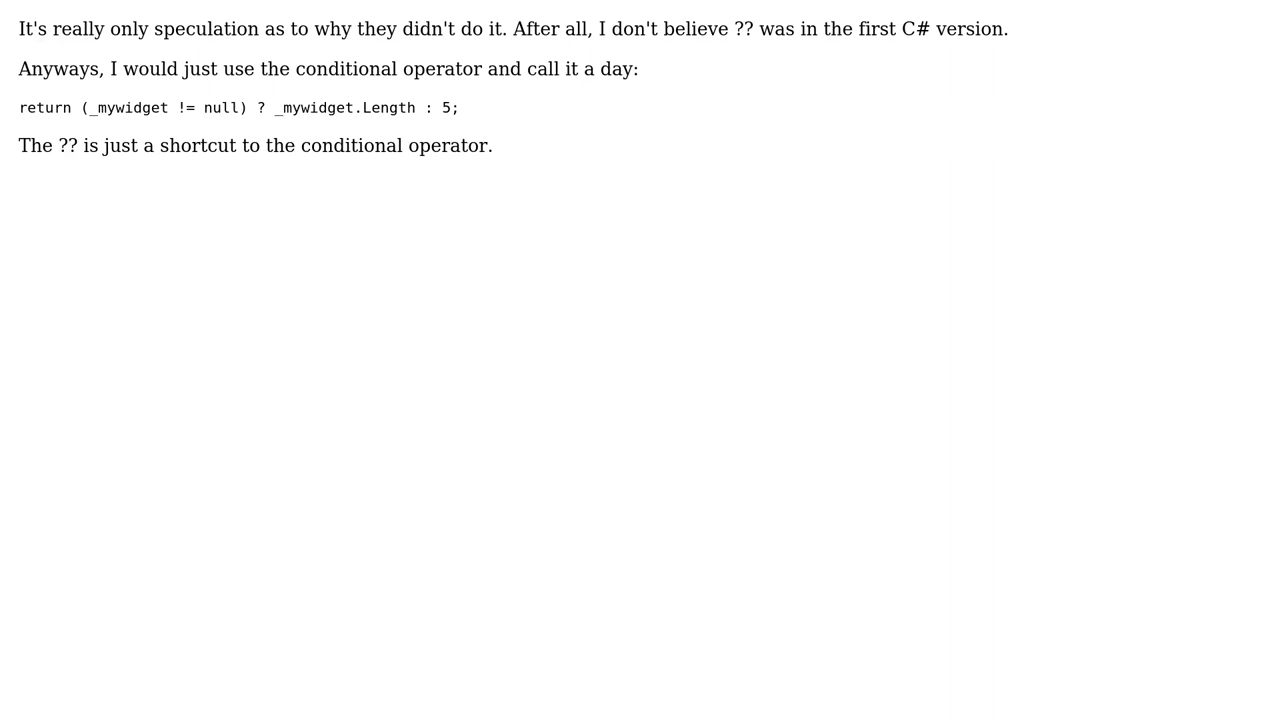 It's really only speculation as to why they didn't do it. After all, I don't believe ?? was in the first C# version.
Anyways, I would just use the conditional operator and call it a day:
return (_mywidget != null) ? _mywidget.Length : 5;
The ?? is just a shortcut to the conditional operator.